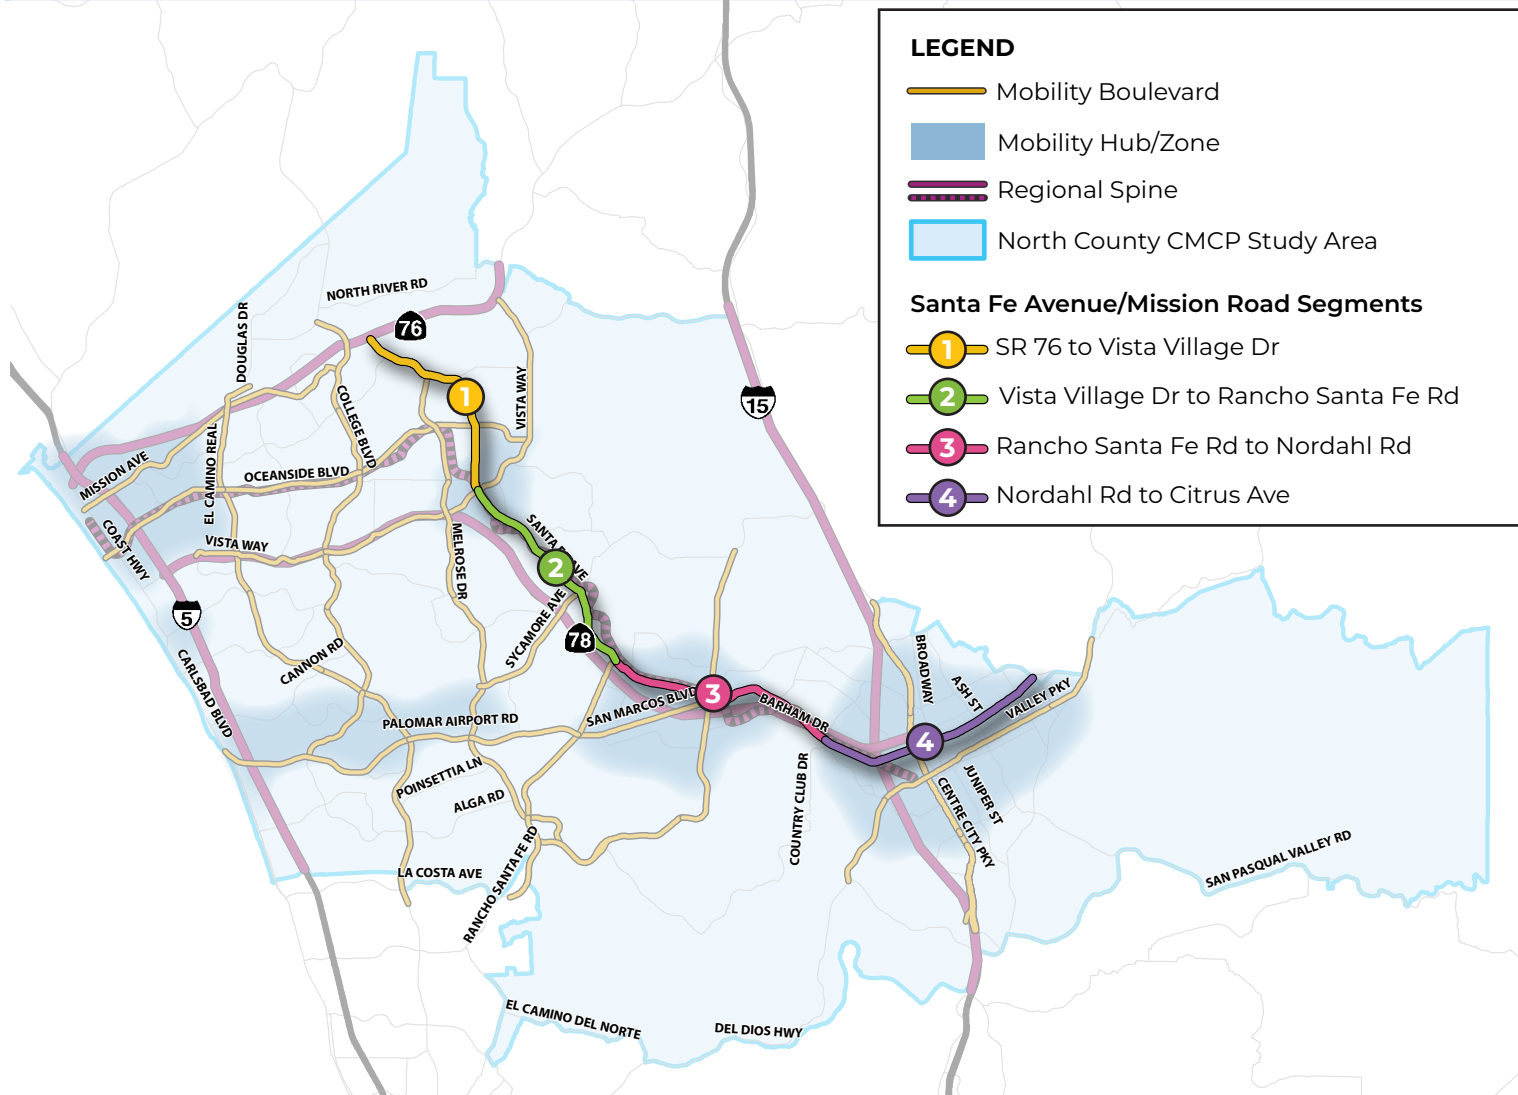 LEGEND
Mobility Boulevard
Mobility Hub/Zone
Regional Spine
North County CMCP Study Area
Santa Fe Avenue/Mission Road Segments
1 SR 76 to Vista Village Dr
2 Vista Village Dr to Rancho Santa Fe Rd
3 Rancho Santa Fe Rd to Nordahl Rd
4 Nordahl Rd to Citrus Ave
NORTH RIVER RD
76
DOUGLAS DR
COLLEGE BLVD
VISTA WAY
1
15
EL CAMINO REAL
MISSION AVE
OCEANSIDE BLVD
COAST HWY
VISTA WAY
MELROSE DR
SANTA FE AVE
2
SYCAMORE AVE
78
5
CARLSBAD BLVD
CANNON RD
PALOMAR AIRPORT RD
SAN MARCOS BLVD
3
BARHAM DR
BROADWAY
ASH ST
VALLEY PKY
4
POINSETTIA LN
ALGA RD
COUNTRY CLUB DR
CENTRE CITY PKY
JUNIPER ST
LA COSTA AVE
RANCHO SANTA FE RD
SAN PASQUAL VALLEY RD
EL CAMINO DEL NORTE
DEL DIOS HWY